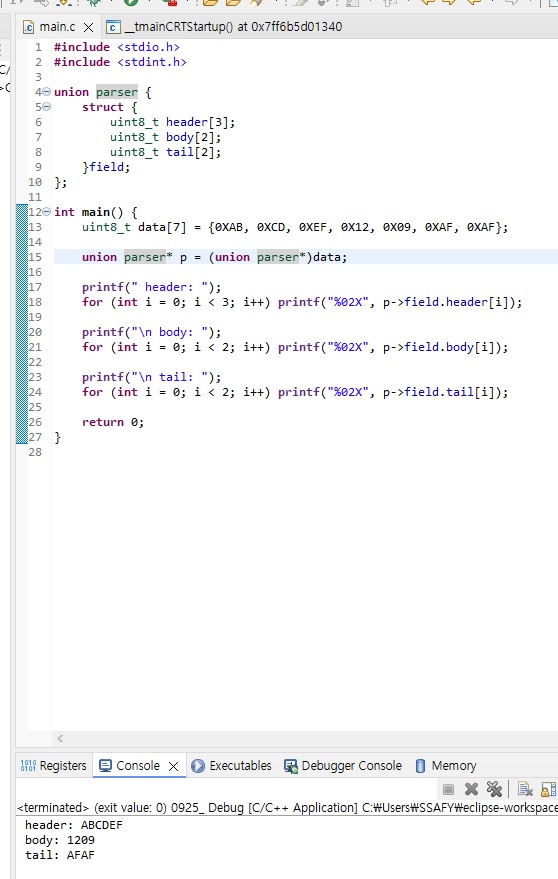 main.c  __tmainCRTStartup() at 0x7ff6b5d01340
1 #include <stdio.h>
2 #include <stdint.h>
3
4 union parser {
5     struct {
6         uint8_t header[3];
7         uint8_t body[2];
8         uint8_t tail[2];
9     }field;
10 };
11
12 int main() {
13     uint8_t data[7] = {0XAB, 0XCD, 0XEF, 0X12, 0X09, 0XAF, 0XAF};
14
15     union parser* p = (union parser*)data;
16
17     printf(" header: ");
18     for (int i = 0; i < 3; i++) printf("%02X", p->field.header[i]);
19
20     printf("\n body: ");
21     for (int i = 0; i < 2; i++) printf("%02X", p->field.body[i]);
22
23     printf("\n tail: ");
24     for (int i = 0; i < 2; i++) printf("%02X", p->field.tail[i]);
25
26     return 0;
27 }
28
Registers  Console  Executables  Debugger Console  Memory
<terminated> (exit value: 0) 0925_ Debug [C/C++ Application] C:₩Users₩SSAFY₩eclipse-workspace
header: ABCDEF
body: 1209
tail: AFAF